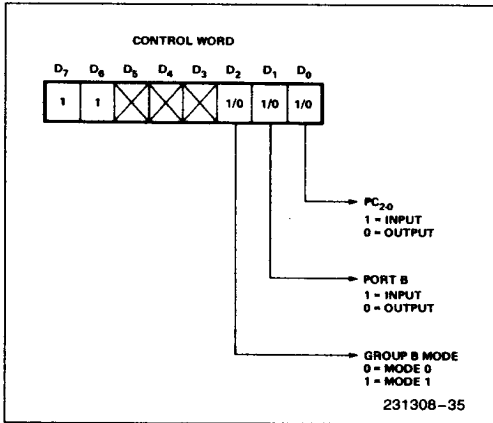 CONTROL WORD
D7 D6 D5 D4 D3 D2 D1 D0
1 1 1/0 1/0 1/0
PC2-0
1 = INPUT
0 = OUTPUT
PORT B
1 = INPUT
0 = OUTPUT
GROUP B MODE
0 = MODE 0
1 = MODE 1
231308-35